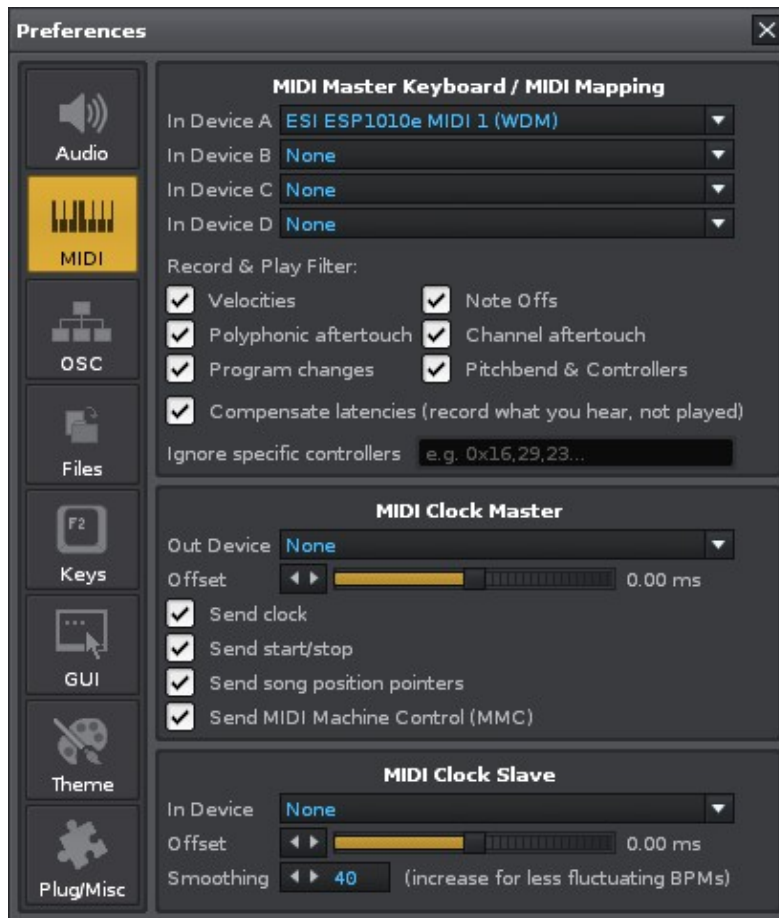 Preferences
Audio
MIDI
OSC
Files
F2
Keys
GUI
Theme
Plug/Misc
MIDI Master Keyboard / MIDI Mapping
In Device A ESI ESP1010e MIDI 1 (WDM)
In Device B None
In Device C None
In Device D None
Record & Play Filter:
Velocities Note Offs
Polyphonic aftertouch Channel aftertouch
Program changes Pitchbend & Controllers
Compensate latencies (record what you hear, not played)
Ignore specific controllers e.g. 0x16,29,23...
MIDI Clock Master
Out Device None
Offset 0.00 ms
Send clock
Send start/stop
Send song position pointers
Send MIDI Machine Control (MMC)
MIDI Clock Slave
In Device None
Offset 0.00 ms
Smoothing 40 (increase for less fluctuating BPMs)